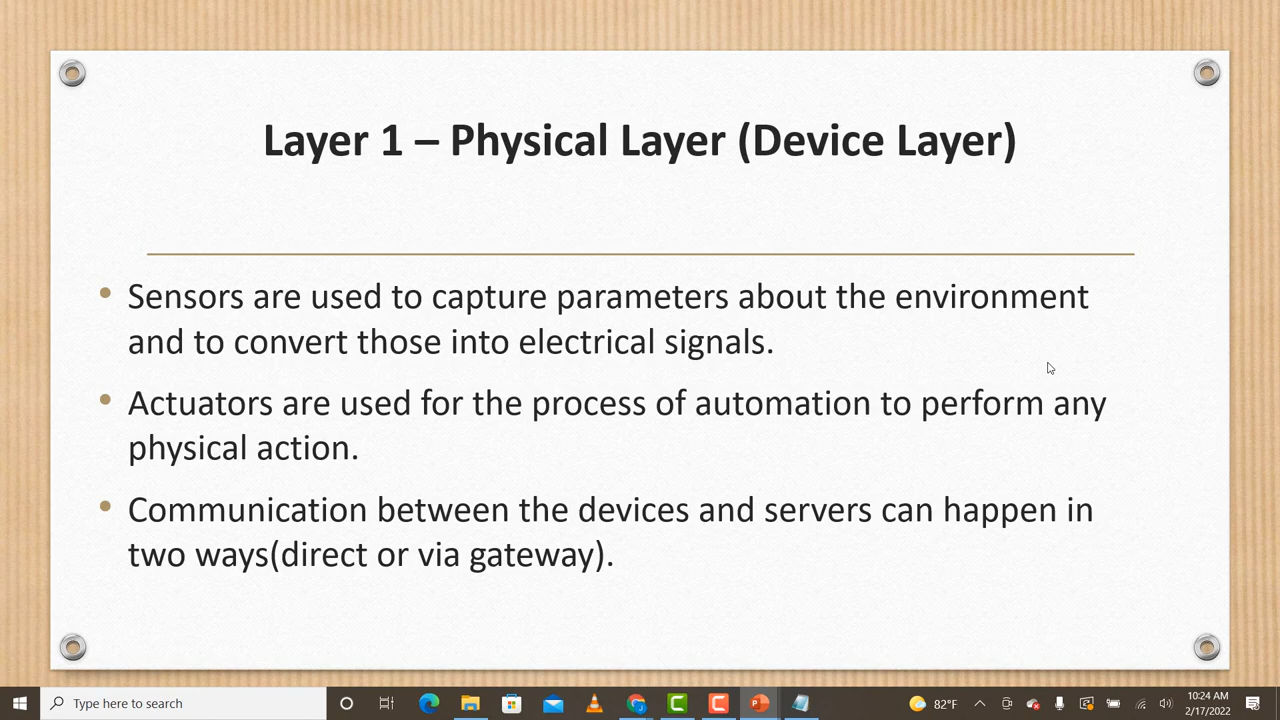 Layer 1 – Physical Layer (Device Layer)
• Sensors are used to capture parameters about the environment
and to convert those into electrical signals.
• Actuators are used for the process of automation to perform any
physical action.
• Communication between the devices and servers can happen in
two ways(direct or via gateway).
Type here to search
82°F
10:24 AM
2/17/2022